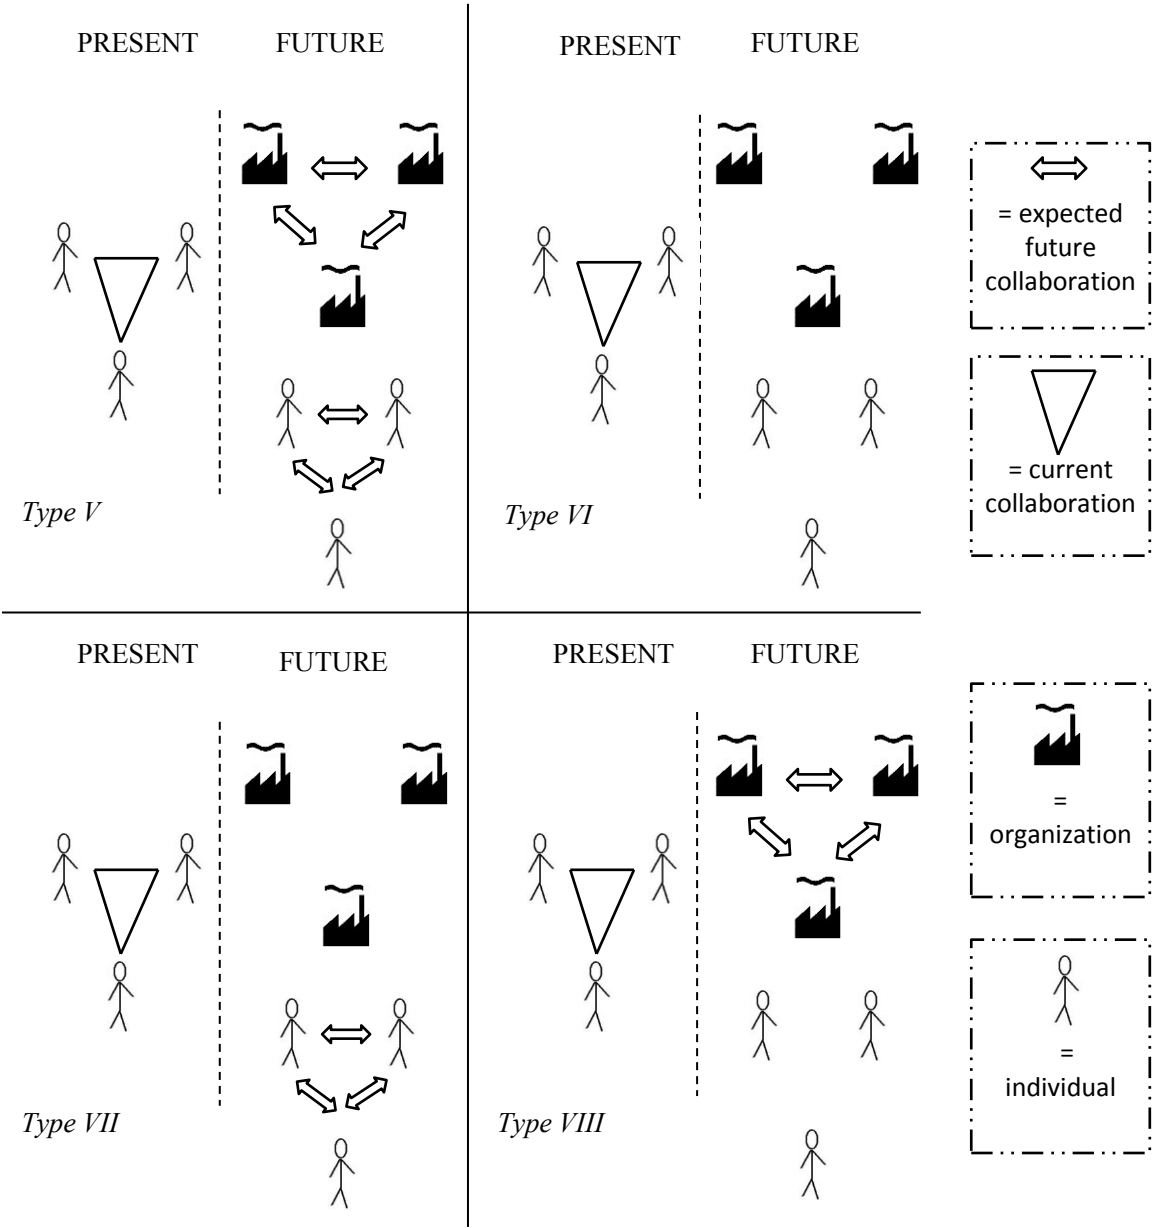 PRESENT FUTURE
PRESENT FUTURE
= expected
future
collaboration
= current
collaboration
Type V
Type VI
PRESENT FUTURE
PRESENT FUTURE
=
organization
=
individual
Type VII
Type VIII